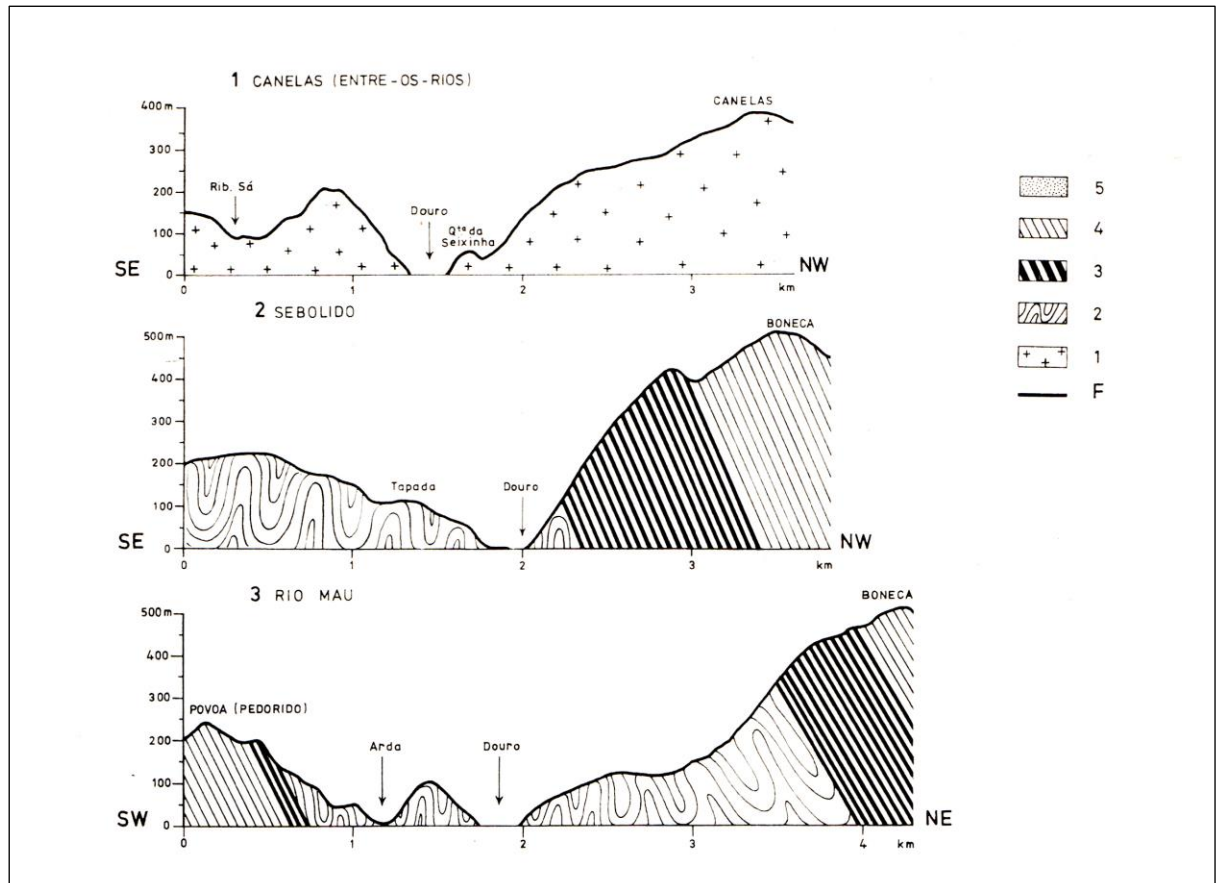 1 CANELAS (ENTRE-OS-RIOS)
400m
300
200
100
0
Rib. Sá
Douro
Qta da
Seixinha
CANELAS
SE
NW
0
1
2
3
km
2 SEBOLIDO
500m
400
300
200
100
0
Tapada
Douro
BONECA
SE
NW
0
1
2
3
km
3 RIO MAU
500m
400
300
200
100
0
POVOA (PEDORIDO)
Arda
Douro
BONECA
SW
NE
0
1
2
3
4
km
5
4
3
2
1
F